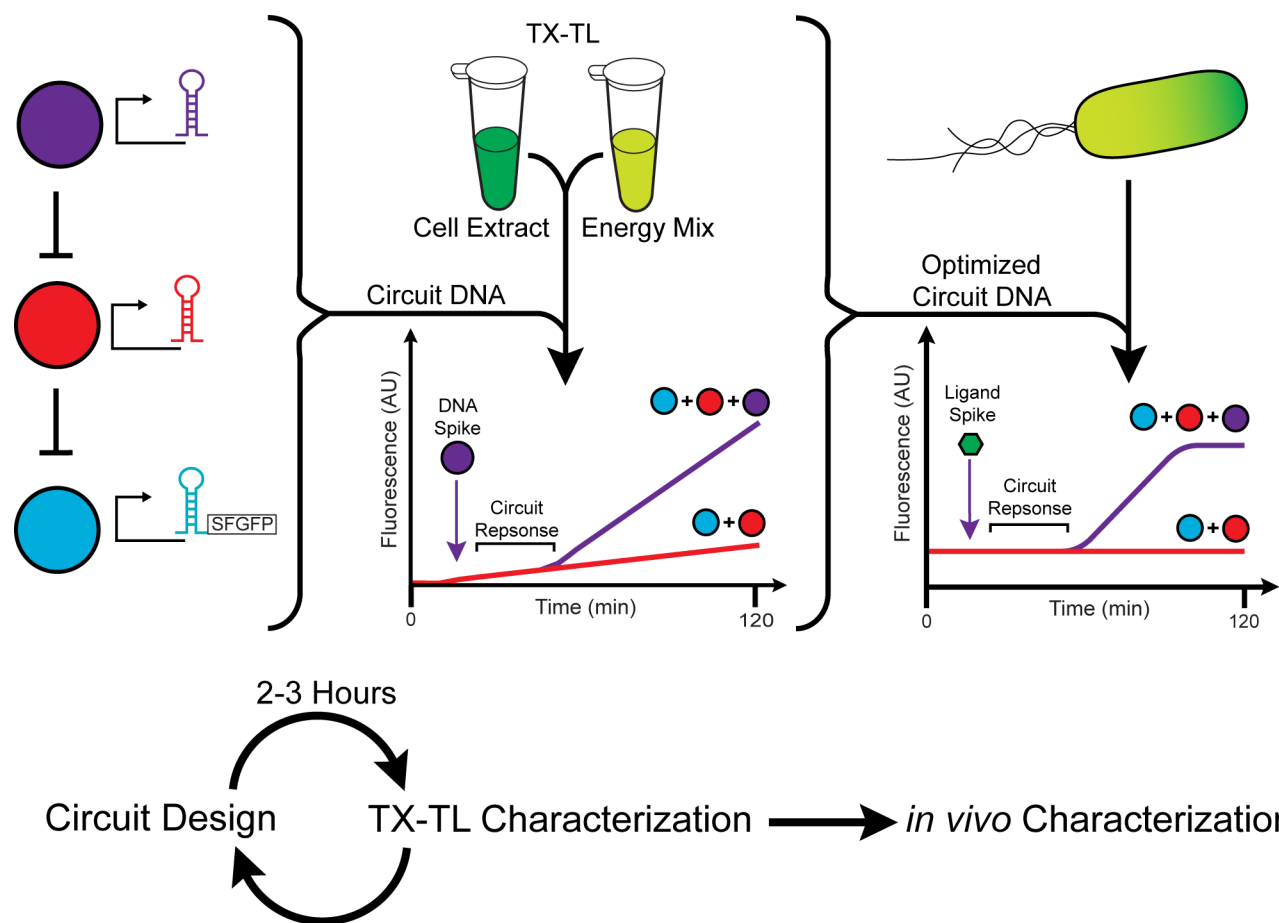 TX-TL
Cell Extract
Energy Mix
SFGFP
Circuit DNA
Fluorescence (AU)
DNA
Spike
Circuit
Repsonse
+
+
+
0
Time (min)
120
Optimized
Circuit DNA
Fluorescence (AU)
Ligand
Spike
Circuit
Repsonse
+
+
+
0
Time (min)
120
2-3 Hours
Circuit Design
TX-TL Characterization
in vivo Characterization